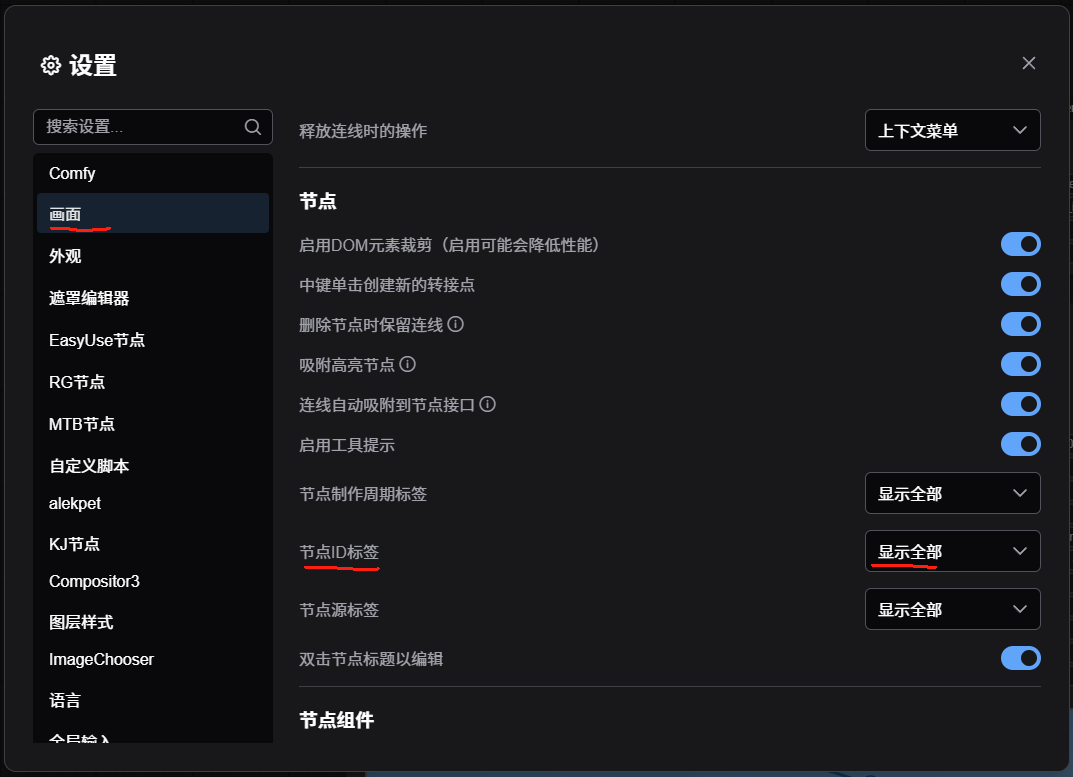 设置
搜索设置...
Comfy
画面
外观
遮罩编辑器
EasyUse节点
RG节点
MTB节点
自定义脚本
alekpet
KJ节点
Compositor3
图层样式
ImageChooser
语言
全局输入
释放连线时的操作
上下文菜单
节点
启用DOM元素裁剪（启用可能会降低性能）
中键单击创建新的转接点
删除节点时保留连线
吸附高亮节点
连线自动吸附到节点接口
启用工具提示
节点制作周期标签
显示全部
节点ID标签
显示全部
节点源标签
显示全部
双击节点标题以编辑
节点组件